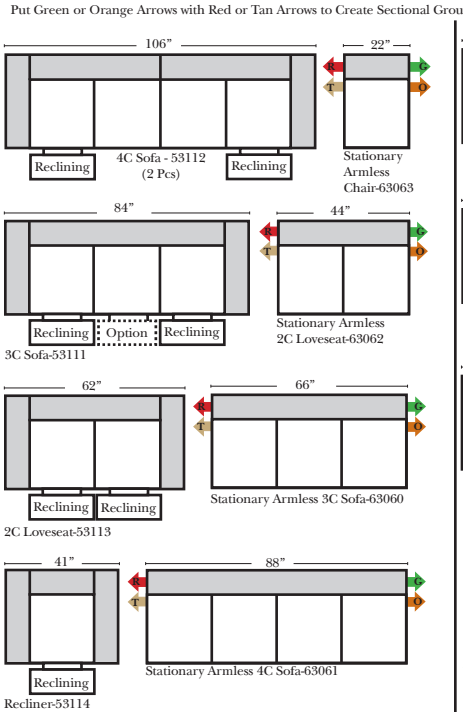 Put Green or Orange Arrows with Red or Tan Arrows to Create Sectional Grou
106”
22”
R
G
T
O
Reclining
4C Sofa - 53112
(2 Pcs)
Reclining
Stationary
Armless
Chair-63063
84”
44”
R
G
T
O
Reclining
Option
Reclining
3C Sofa-53111
Stationary Armless
2C Loveseat-63062
62”
66”
R
G
T
O
Reclining
Reclining
2C Loveseat-53113
Stationary Armless 3C Sofa-63060
41”
88”
R
G
T
O
Reclining
Recliner-53114
Stationary Armless 4C Sofa-63061